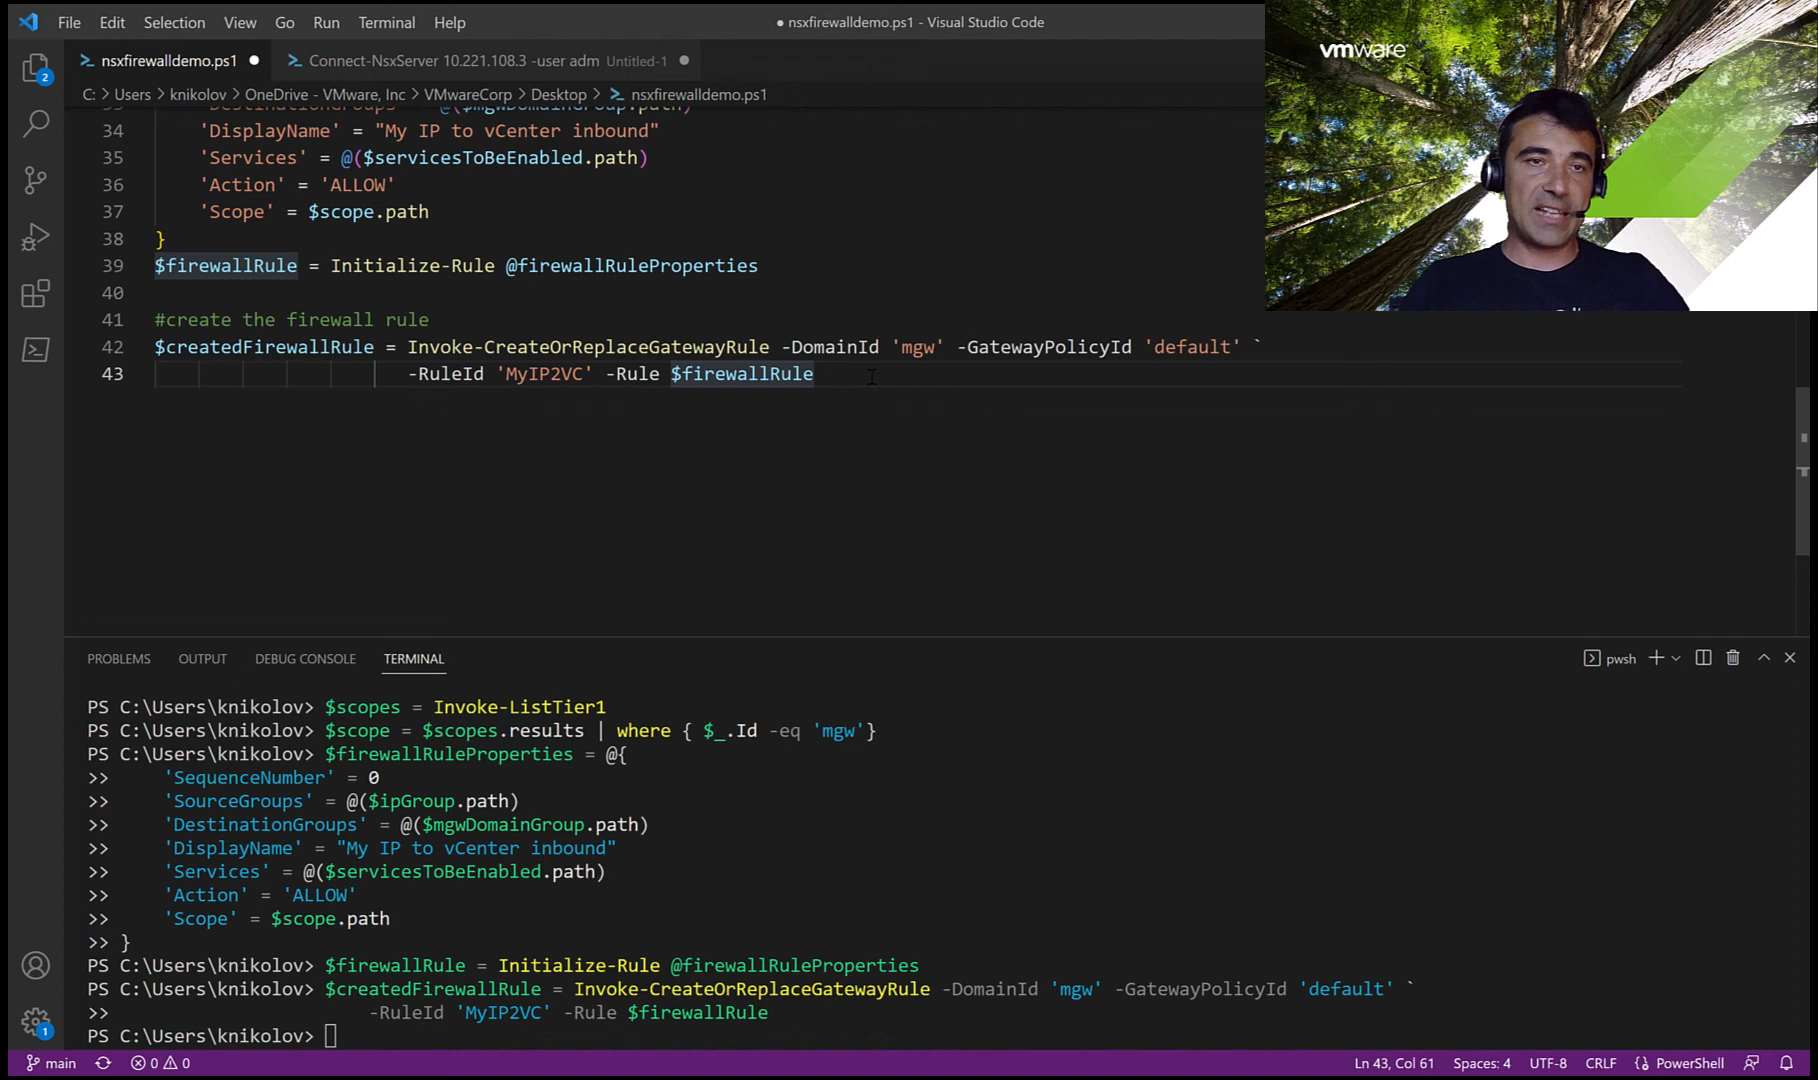 File Edit Selection View Go Run Terminal Help
● nsxfirewalldemo.ps1 - Visual Studio Code
vmware
nsxfirewalldemo.ps1 ●
Connect-NsxServer 10.221.108.3 -user adm Untitled-1 ●
2
C: > Users > knikolov > OneDrive - VMware, Inc > VMwareCorp > Desktop > nsxfirewalldemo.ps1
33 'DestinationGroups' = @($mgwDomainGroup.path)
34 'DisplayName' = "My IP to vCenter inbound"
35 'Services' = @($servicesToBeEnabled.path)
36 'Action' = 'ALLOW'
37 'Scope' = $scope.path
38 }
39 $firewallRule = Initialize-Rule @firewallRuleProperties
40
41 #create the firewall rule
42 $createdFirewallRule = Invoke-CreateOrReplaceGatewayRule -DomainId 'mgw' -GatewayPolicyId 'default' `
43 -RuleId 'MyIP2VC' -Rule $firewallRule
PROBLEMS OUTPUT DEBUG CONSOLE TERMINAL
pwsh
PS C:\Users\knikolov> $scopes = Invoke-ListTier1
PS C:\Users\knikolov> $scope = $scopes.results | where { $_.Id -eq 'mgw'}
PS C:\Users\knikolov> $firewallRuleProperties = @{
>> 'SequenceNumber' = 0
>> 'SourceGroups' = @($ipGroup.path)
>> 'DestinationGroups' = @($mgwDomainGroup.path)
>> 'DisplayName' = "My IP to vCenter inbound"
>> 'Services' = @($servicesToBeEnabled.path)
>> 'Action' = 'ALLOW'
>> 'Scope' = $scope.path
>> }
PS C:\Users\knikolov> $firewallRule = Initialize-Rule @firewallRuleProperties
PS C:\Users\knikolov> $createdFirewallRule = Invoke-CreateOrReplaceGatewayRule -DomainId 'mgw' -GatewayPolicyId 'default' `
>> -RuleId 'MyIP2VC' -Rule $firewallRule
PS C:\Users\knikolov>
1
main 0 0
Ln 43, Col 61 Spaces: 4 UTF-8 CRLF {} PowerShell